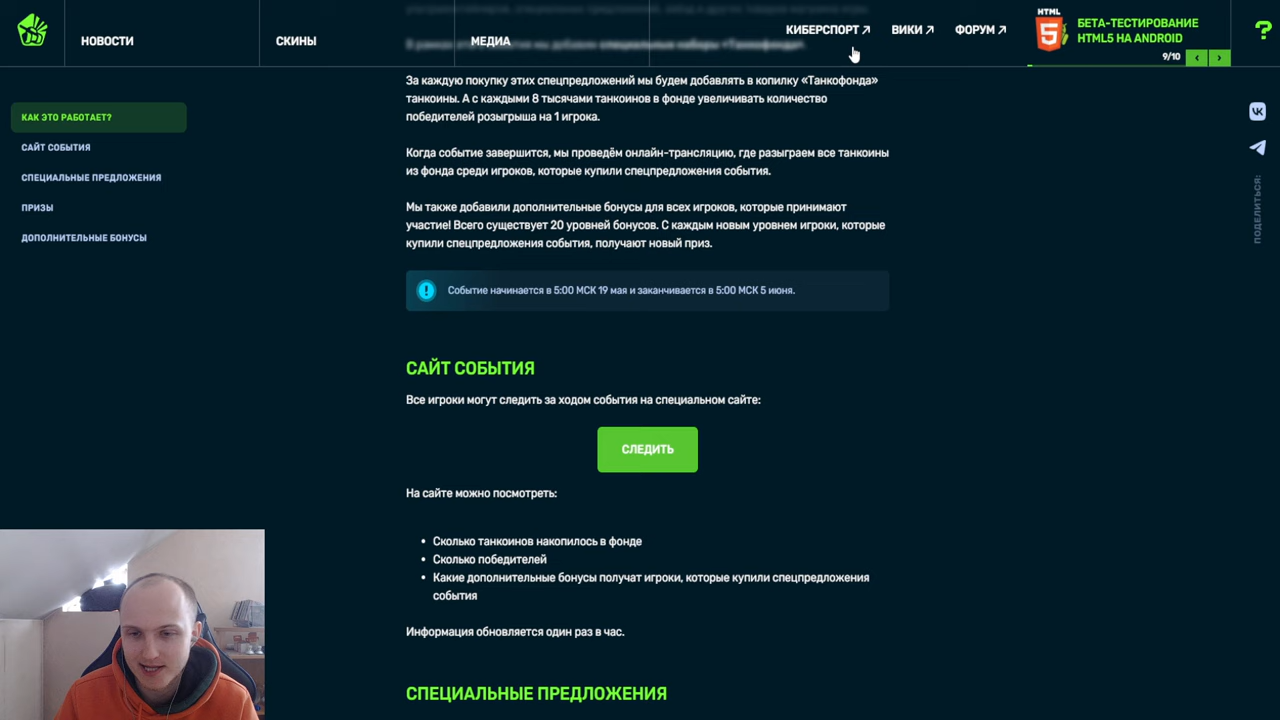 НОВОСТИ
СКИНЫ
МЕДИА
КИБЕРСПОРТ
ВИКИ
ФОРУМ
HTML
5
БЕТА-ТЕСТИРОВАНИЕ
HTML5 НА ANDROID
9/10
?
КАК ЭТО РАБОТАЕТ?
САЙТ СОБЫТИЯ
СПЕЦИАЛЬНЫЕ ПРЕДЛОЖЕНИЯ
ПРИЗЫ
ДОПОЛНИТЕЛЬНЫЕ БОНУСЫ
За каждую покупку этих спецпредложений мы будем добавлять в копилку «Танкофонда»
танкоины. А с каждыми 8 тысячами танкоинов в фонде увеличивать количество
победителей розыгрыша на 1 игрока.
Когда событие завершится, мы проведём онлайн-трансляцию, где разыграем все танкоины
из фонда среди игроков, которые купили спецпредложения события.
Мы также добавили дополнительные бонусы для всех игроков, которые принимают
участие! Всего существует 20 уровней бонусов. С каждым новым уровнем игроки, которые
купили спецпредложения события, получают новый приз.
Событие начинается в 5:00 МСК 19 мая и заканчивается в 5:00 МСК 5 июня.
САЙТ СОБЫТИЯ
Все игроки могут следить за ходом события на специальном сайте:
СЛЕДИТЬ
На сайте можно посмотреть:
Сколько танкоинов накопилось в фонде
Сколько победителей
Какие дополнительные бонусы получат игроки, которые купили спецпредложения
события
Информация обновляется один раз в час.
СПЕЦИАЛЬНЫЕ ПРЕДЛОЖЕНИЯ
ПОДЕЛИТЬСЯ: